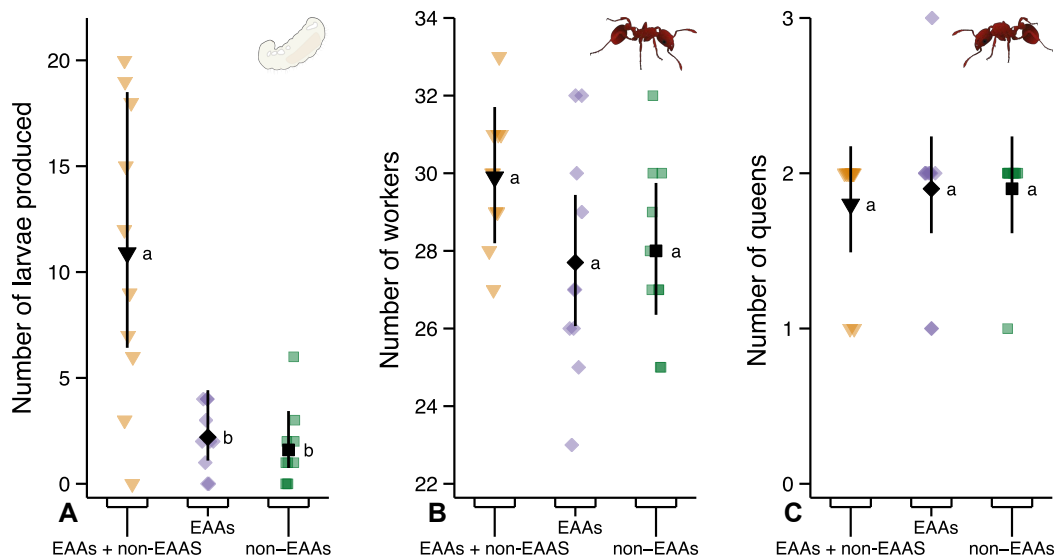 Number of larvae produced
20
15
10
5
0
a
b
b
A
EAAs
EAAs + non-EAAS
non–EAAs
Number of workers
34
32
30
28
26
24
22
a
a
a
B
EAAs
EAAs + non-EAAS
non–EAAs
Number of queens
3
2
1
0
a
a
a
C
EAAs
EAAs + non-EAAS
non–EAAs